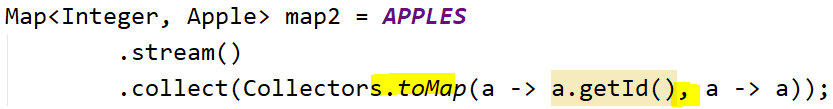 Map<Integer, Apple> map2 = APPLES
.stream()
.collect(Collectors.toMap(a -> a.getId(), a -> a));